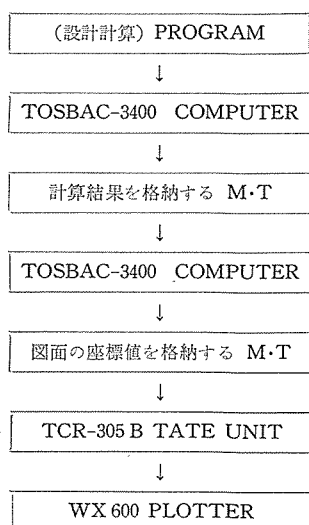 (設計計算) PROGRAM
↓
TOSBAC-3400 COMPUTER
↓
計算結果を格納する M·T
↓
TOSBAC-3400 COMPUTER
↓
図面の座標値を格納する M·T
↓
TCR-305 B TATE UNIT
↓
WX 600 PLOTTER